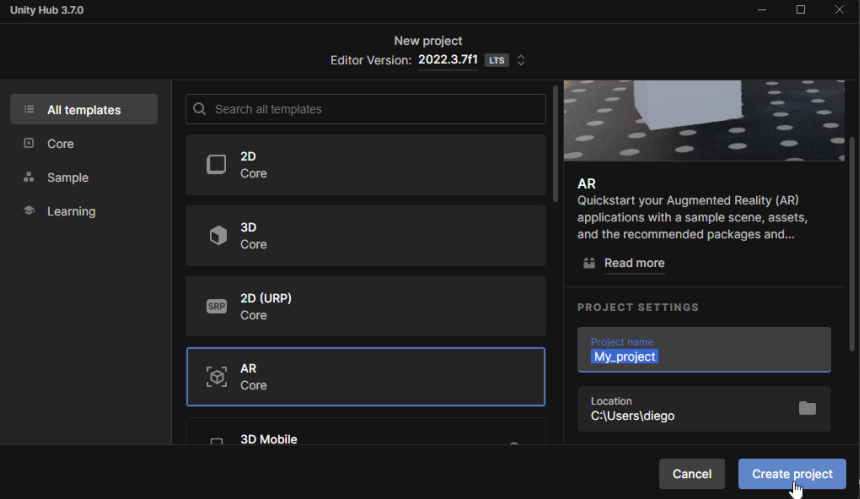 Unity Hub 3.7.0
New project
Editor Version: 2022.3.7f1 LTS
All templates
Core
Sample
Learning
Search all templates
2D
Core
3D
Core
SRP
2D (URP)
Core
AR
Core
3D Mobile
AR
Quickstart your Augmented Reality (AR)
applications with a sample scene, assets,
and the recommended packages and...
Read more
PROJECT SETTINGS
Project name
My_project
Location
C:\Users\diego
Cancel
Create project